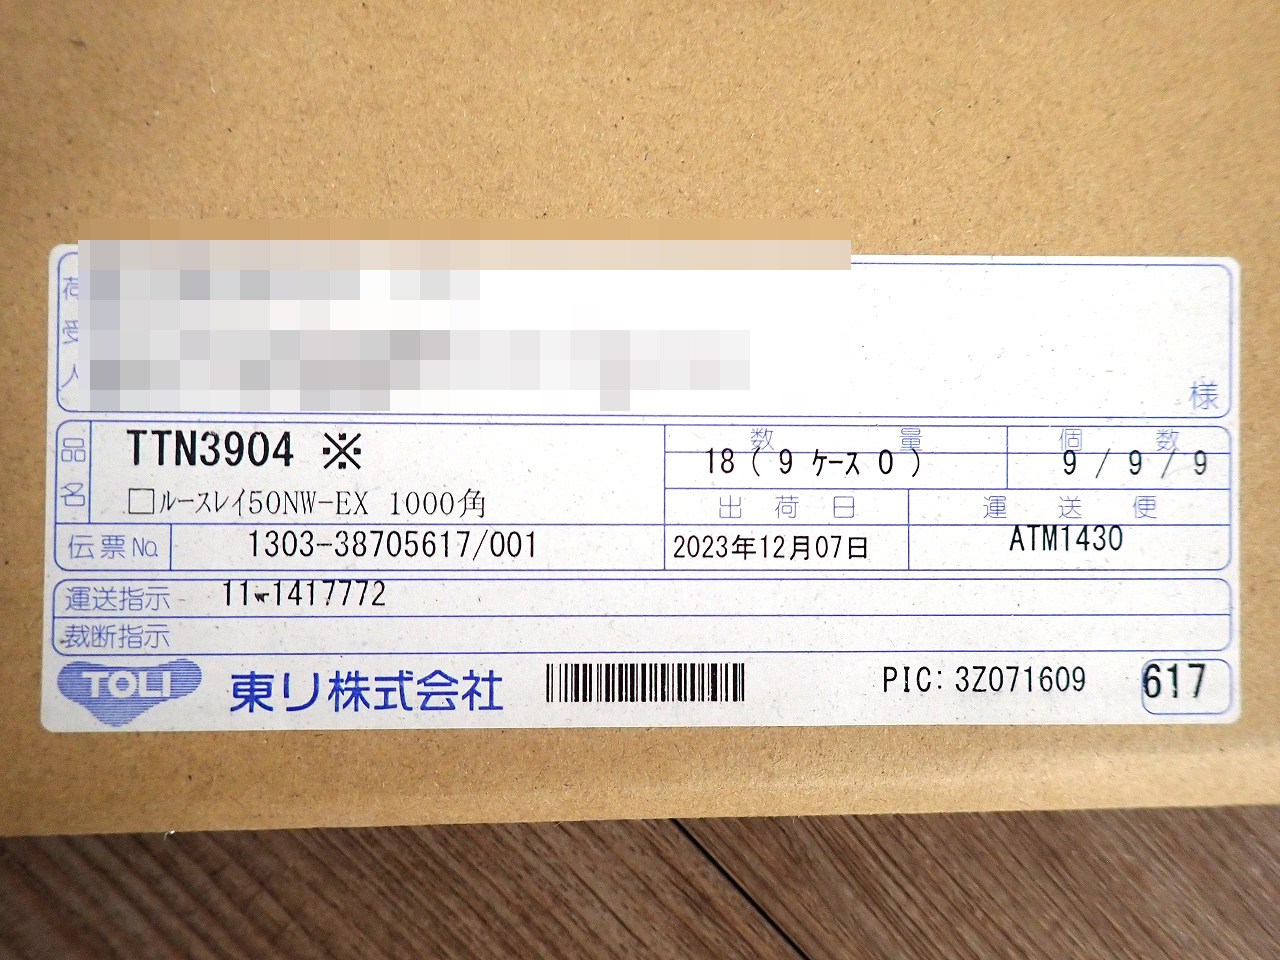 荷受人
様
品名
TTN3904 ※
□ルースレイ50NW-EX 1000角
数量
18 ( 9 ケース 0 )
個数
9 / 9 / 9
出荷日
2023年12月07日
運送便
ATM1430
伝票No.
1303-38705617/001
運送指示 11-1417772
裁断指示
TOLI 東リ株式会社 PIC: 3Z071609 617